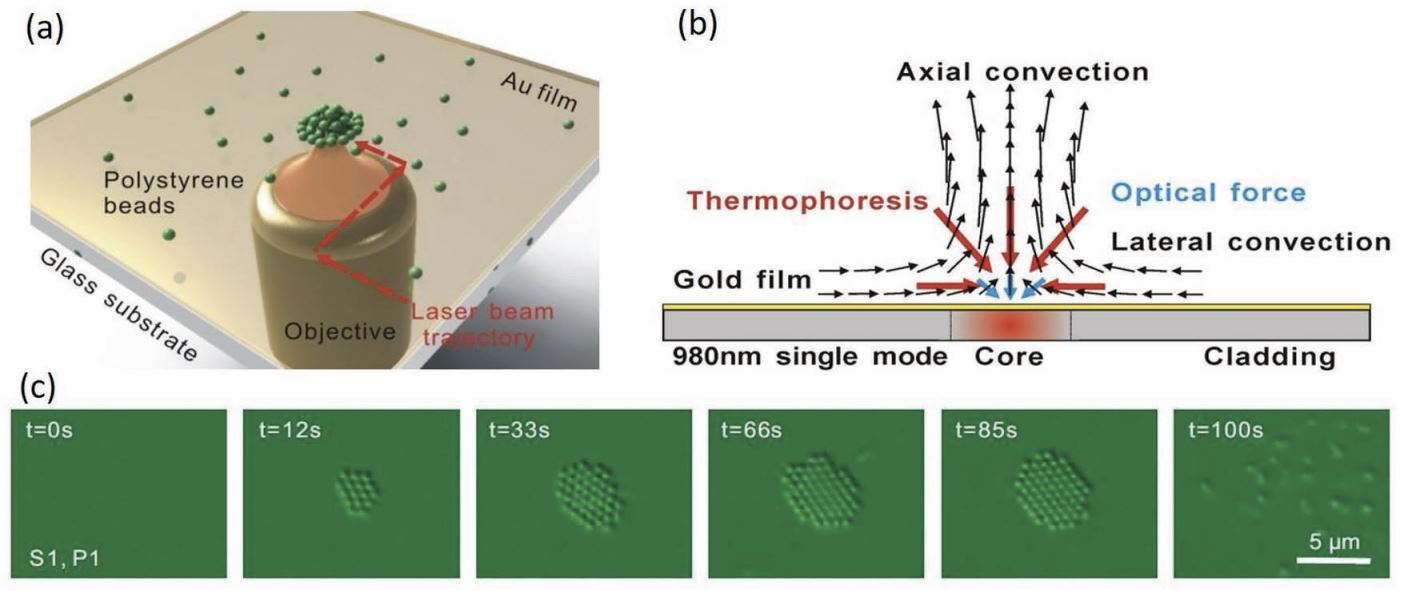 (a)
Au film
Polystyrene
beads
Glass substrate
Objective
Laser beam
trajectory
(b)
Axial convection
Thermophoresis
Optical force
Lateral convection
Gold film
980nm single mode
Core
Cladding
(c)
t=0s
t=12s
t=33s
t=66s
t=85s
t=100s
S1, P1
5 μm